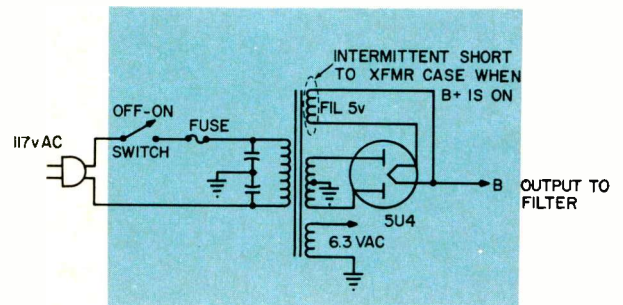 INTERMITTENT SHORT
TO XFMR CASE WHEN
B+ IS ON
OFF-ON
FIL 5v
FUSE
117vAC
SWITCH
B
OUTPUT TO
FILTER
5U4
6.3 VAC